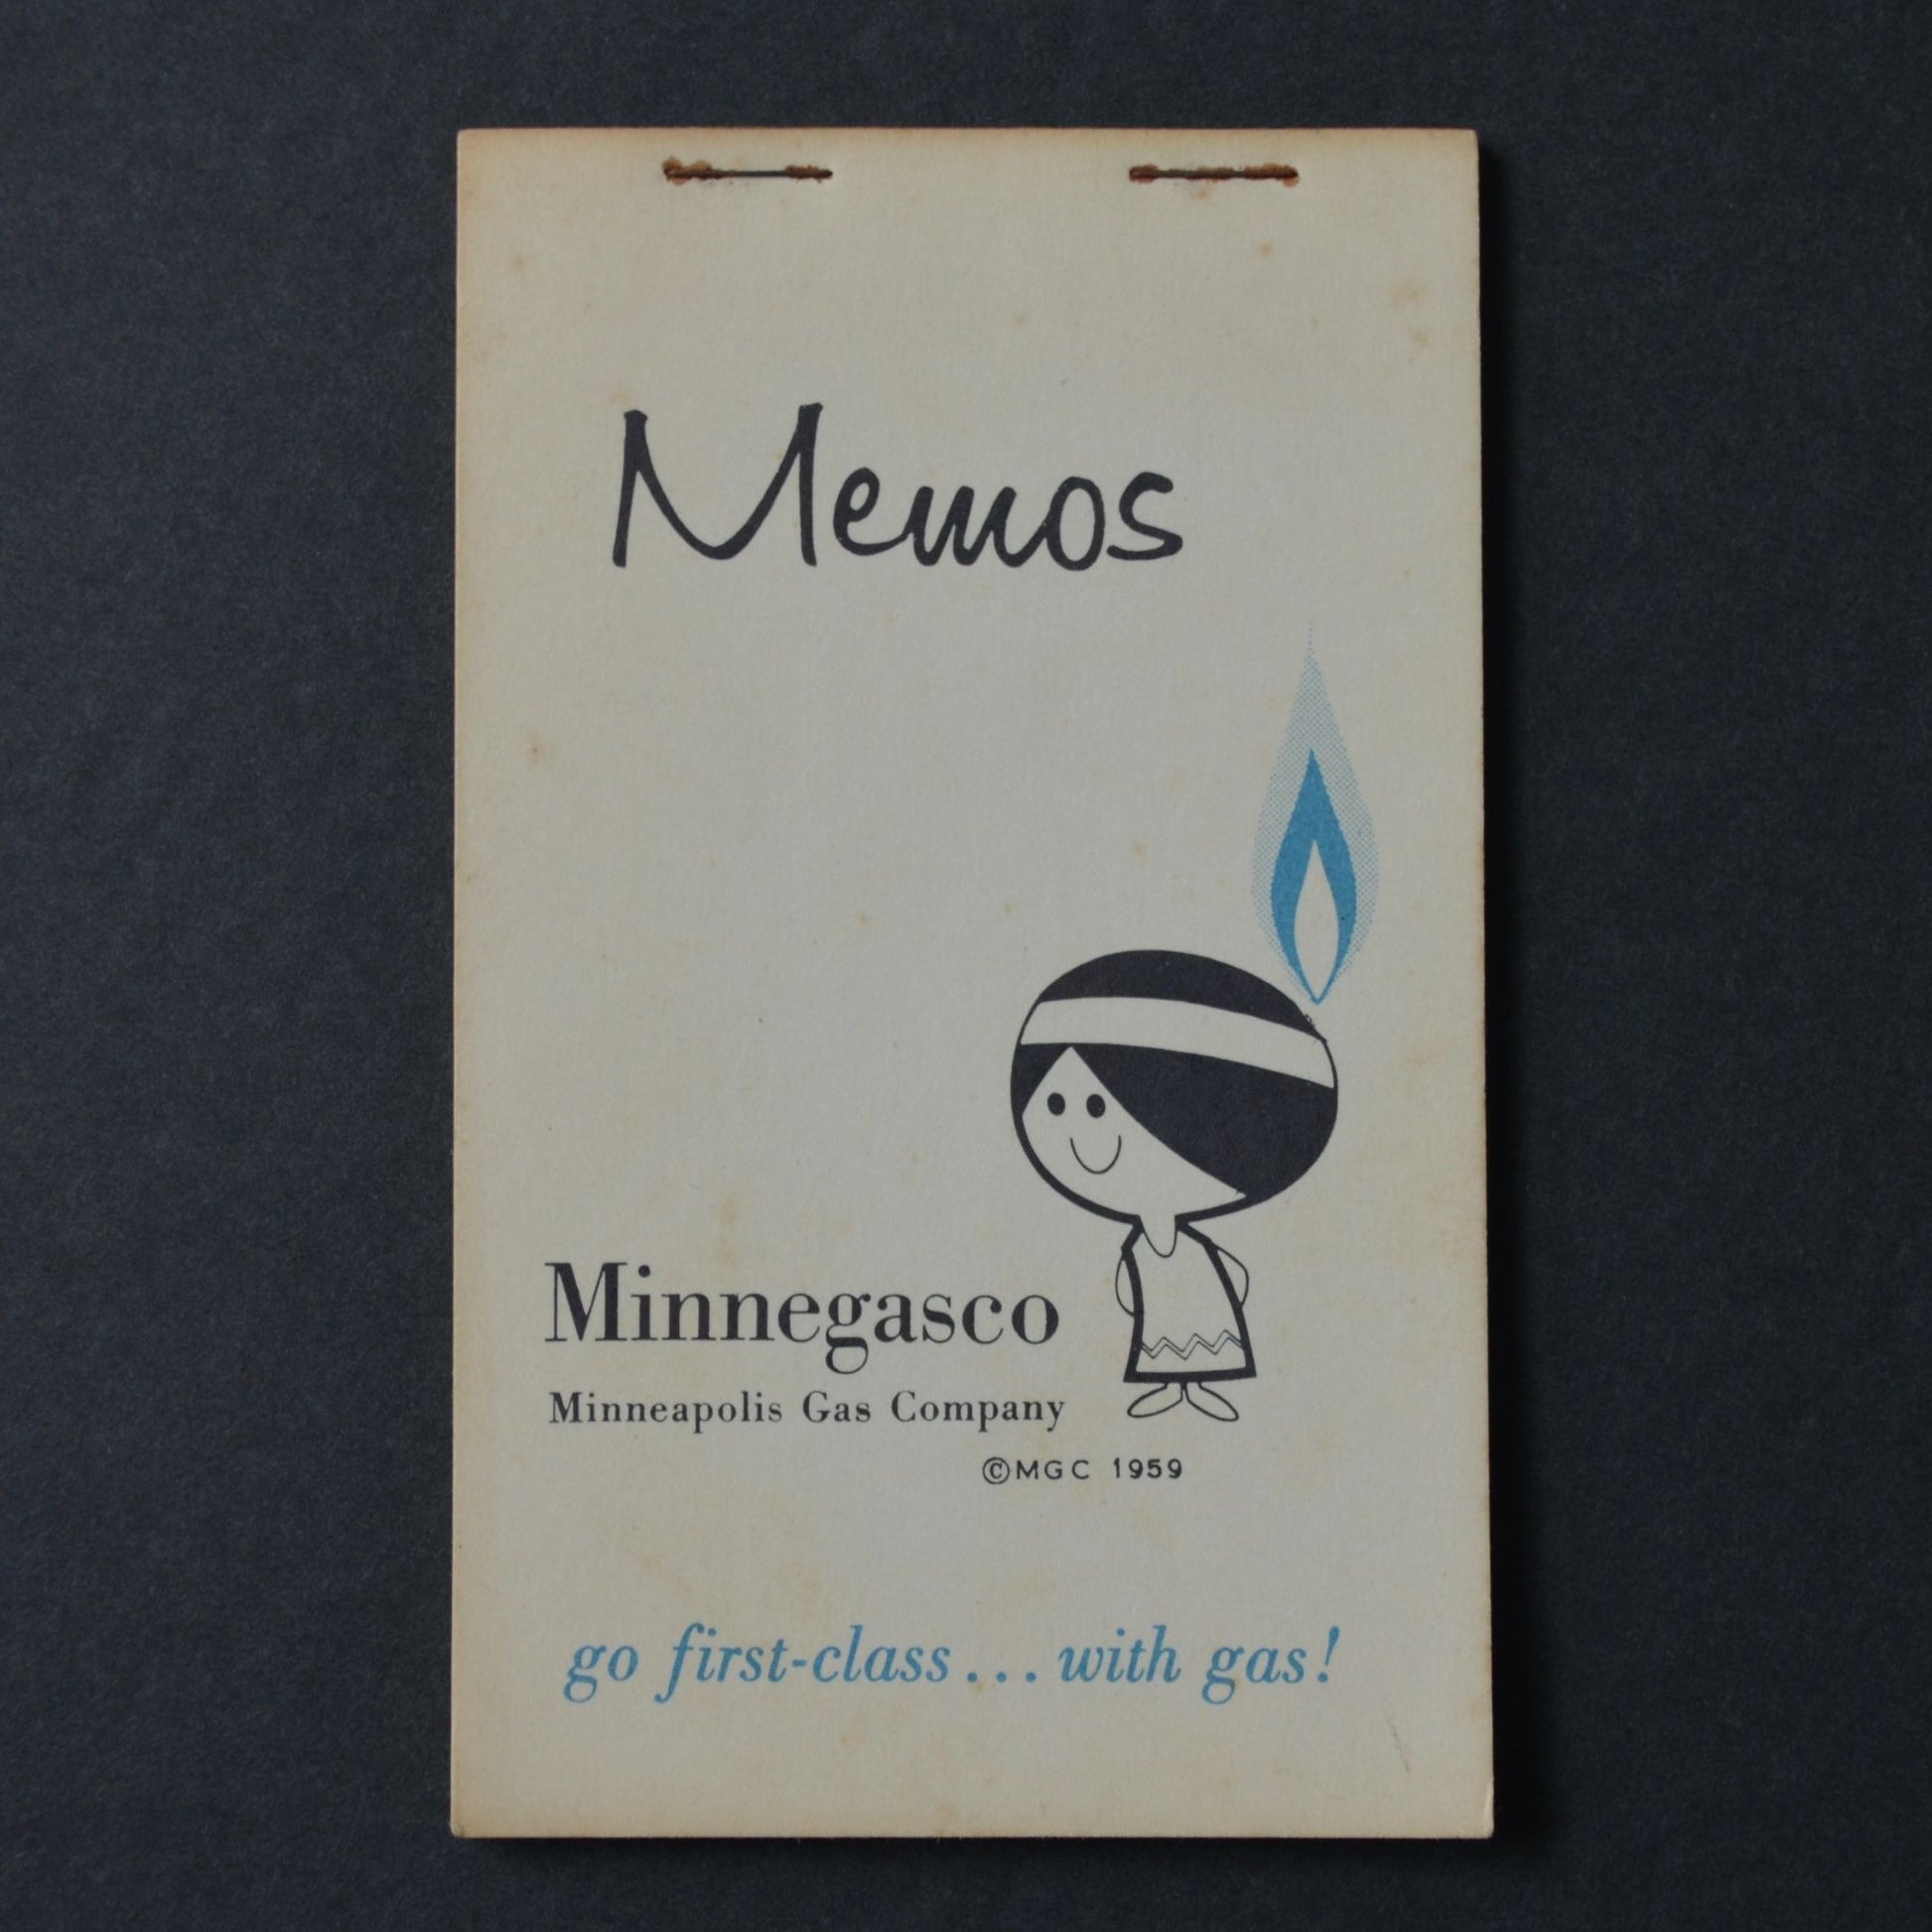 Memos
Minnegasco
Minneapolis Gas Company
©MGC 1959
go first-class... with gas!